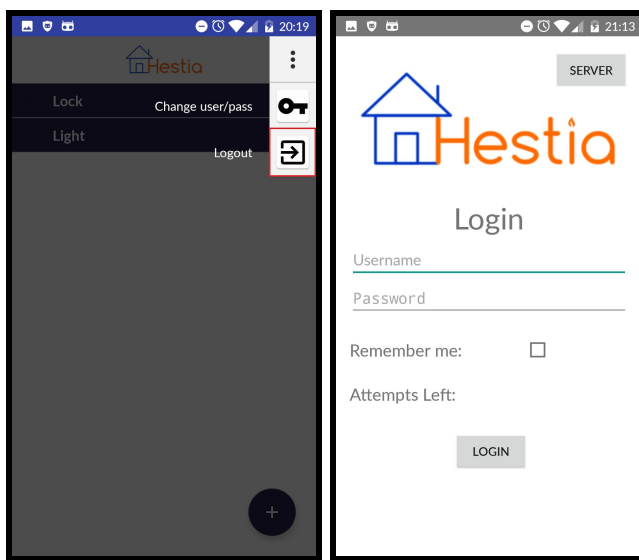 20:19
Hestia
Lock
Change user/pass
Light
Logout
+
21:13
SERVER
Hestia
Login
Username
Password
Remember me:
Attempts Left:
LOGIN